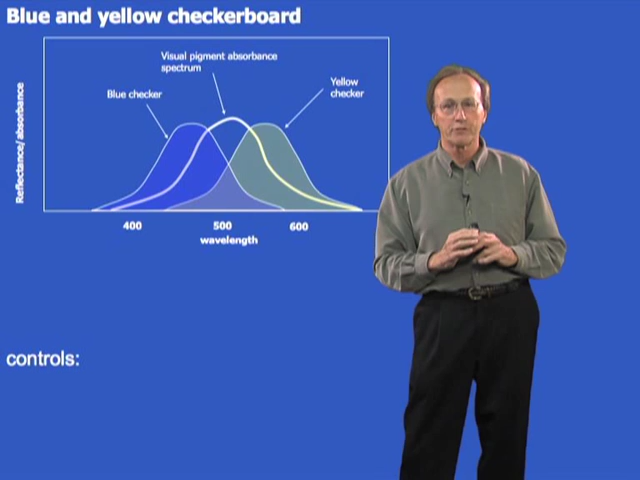 Blue and yellow checkerboard
Visual pigment absorbance
spectrum
Yellow
checker
Blue checker
Reflectance/absorbance
400
500
600
wavelength
controls: